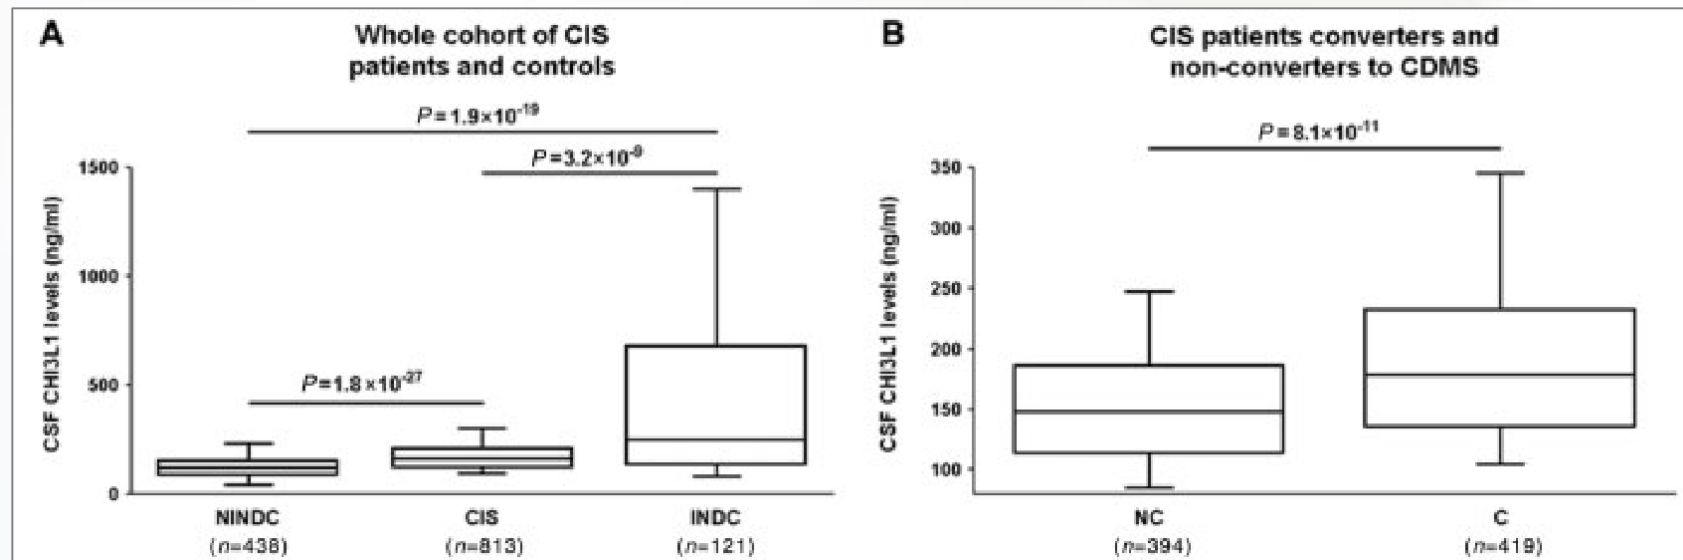 A
Whole cohort of CIS
patients and controls
P=1.9×10⁻¹⁹
P=3.2×10⁻⁹
P=1.8×10⁻²⁷
CSF CHI3L1 levels (ng/ml)
1500
1000
500
0
NINDC
CIS
INDC
(n=438)
(n=813)
(n=121)
B
CIS patients converters and
non-converters to CDMS
P=8.1×10⁻¹¹
CSF CHI3L1 levels (ng/ml)
350
300
250
200
150
100
NC
C
(n=394)
(n=419)